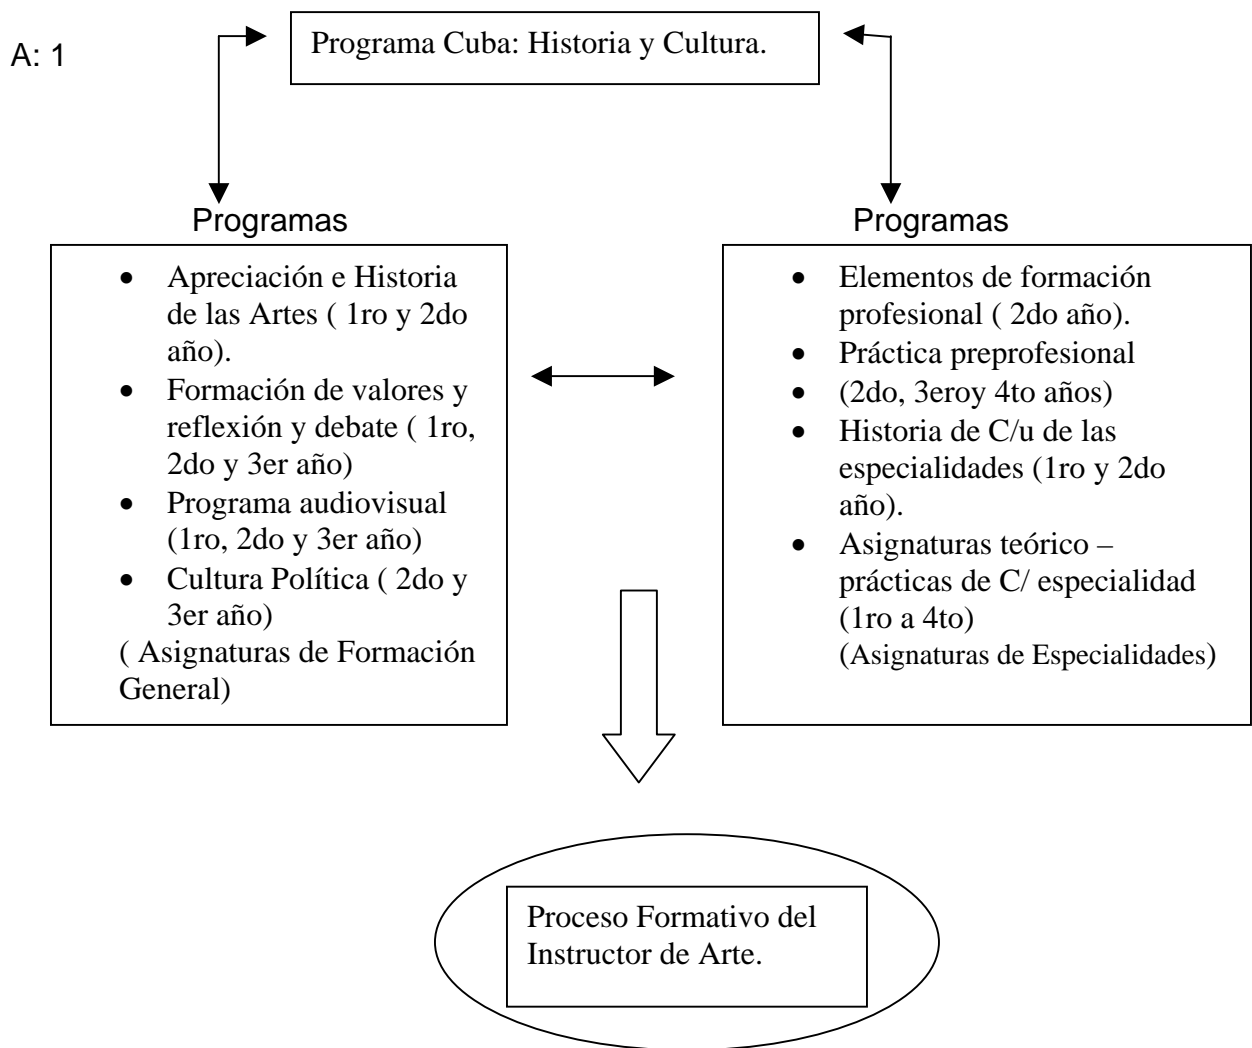 A: 1
Programa Cuba: Historia y Cultura.
Programas
• Apreciación e Historia
de las Artes ( 1ro y 2do
año).
• Formación de valores y
reflexión y debate ( 1ro,
2do y 3er año)
• Programa audiovisual
(1ro, 2do y 3er año)
• Cultura Política ( 2do y
3er año)
( Asignaturas de Formación
General)
Programas
• Elementos de formación
profesional ( 2do año).
• Práctica preprofesional
• (2do, 3eroy 4to años)
• Historia de C/u de las
especialidades (1ro y 2do
año).
• Asignaturas teórico –
prácticas de C/ especialidad
(1ro a 4to)
(Asignaturas de Especialidades)
Proceso Formativo del
Instructor de Arte.